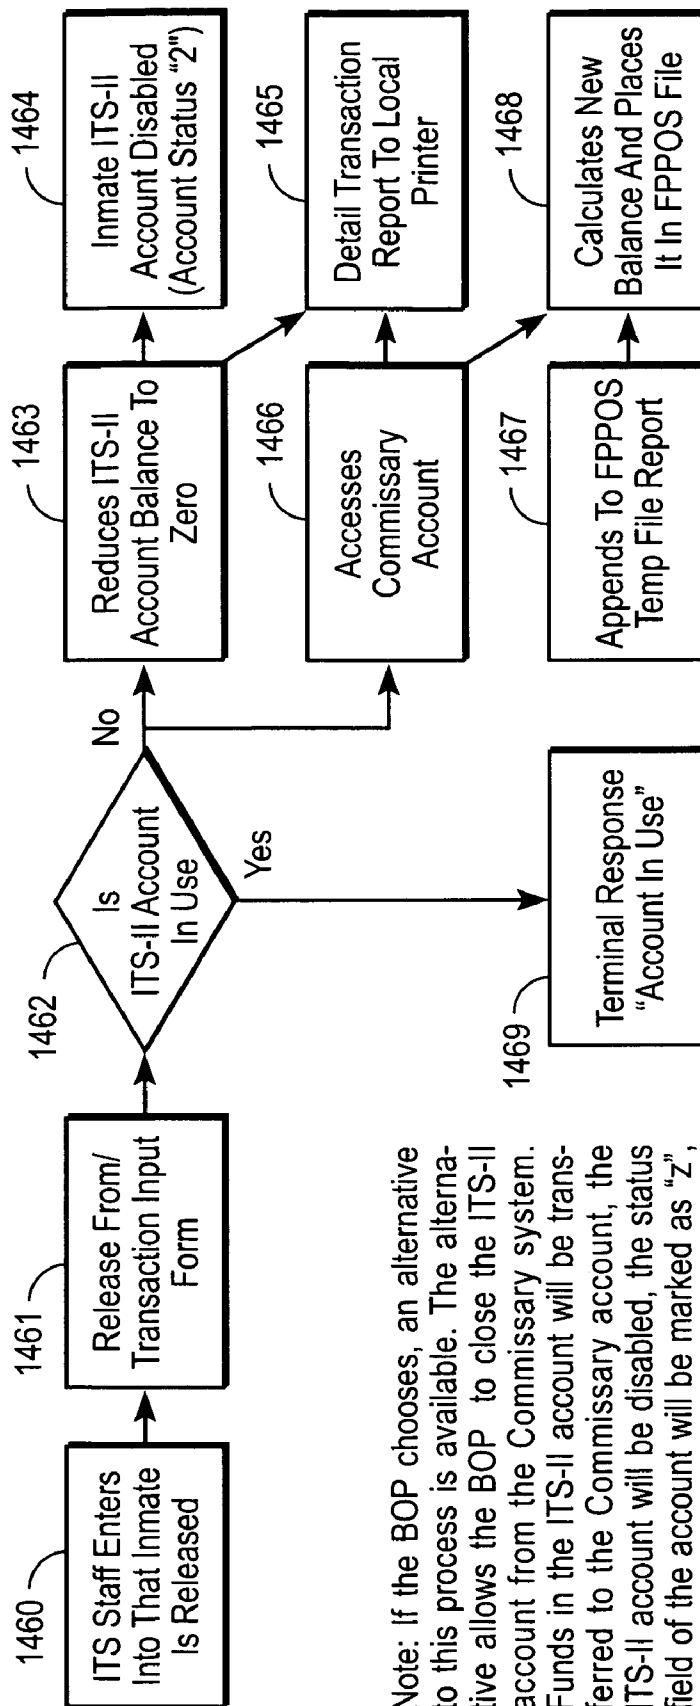 1460
ITS Staff Enters
Into That Inmate
Is Released
1461
Release From/
Transaction Input
Form
1462
Is
ITS-II Account
In Use
No
Yes
1463
Reduces ITS-II
Account Balance To
Zero
1464
Inmate ITS-II
Account Disabled
(Account Status "2")
1465
Detail Transaction
Report To Local
Printer
1466
Accesses
Commissary
Account
1467
Appends To FPPOS
Temp File Report
1468
Calculates New
Balance And Places
It In FPPOS File
1469
Terminal Response
"Account In Use"
Note: If the BOP chooses, an alternative
to this process is available. The alterna-
tive allows the BOP to close the ITS-II
account from the Commissary system.
Funds in the ITS-II account will be trans-
ferred to the Commissary account, the
ITS-II account will be disabled, the status
field of the account will be marked as "z",